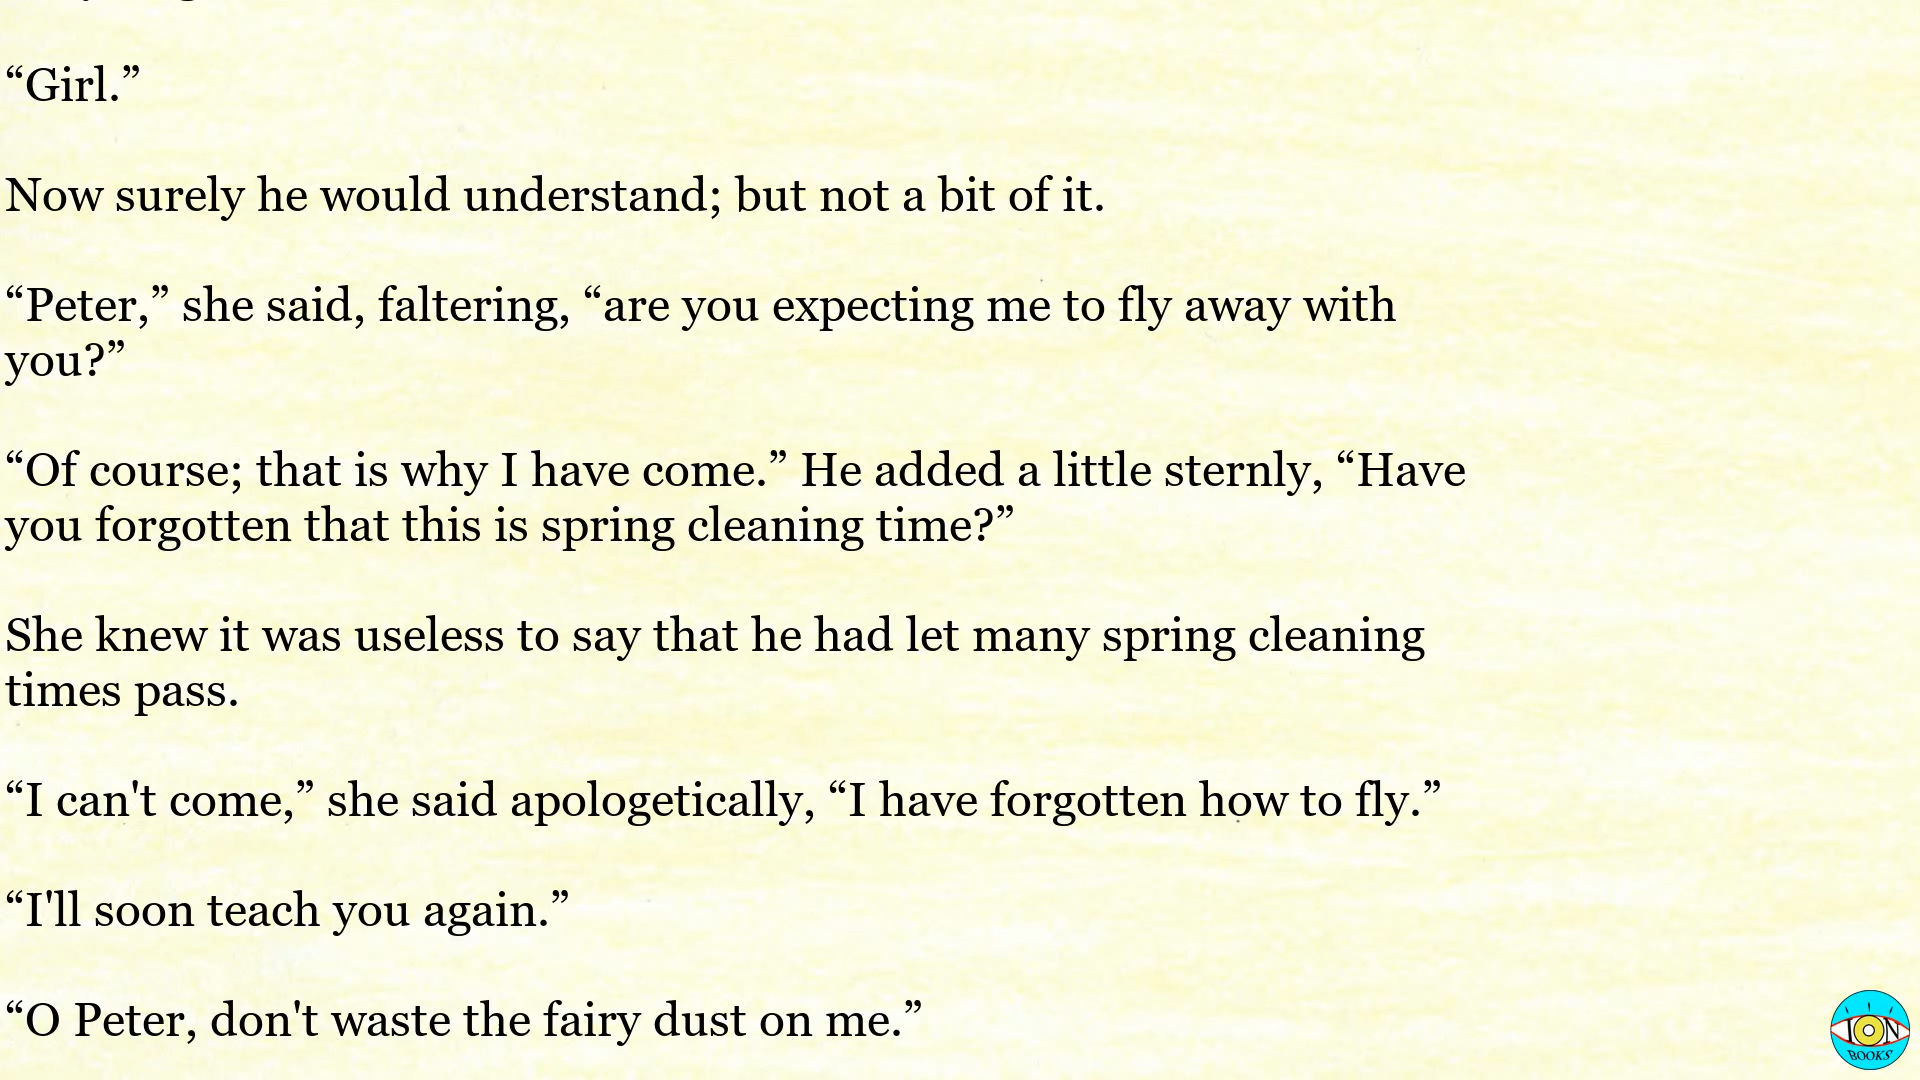 “Girl.”
Now surely he would understand; but not a bit of it.
“Peter,” she said, faltering, “are you expecting me to fly away with
you?”
“Of course; that is why I have come.” He added a little sternly, “Have
you forgotten that this is spring cleaning time?”
She knew it was useless to say that he had let many spring cleaning
times pass.
“I can't come,” she said apologetically, “I have forgotten how to fly.”
“I'll soon teach you again.”
“O Peter, don't waste the fairy dust on me.”
ION
BOOKS